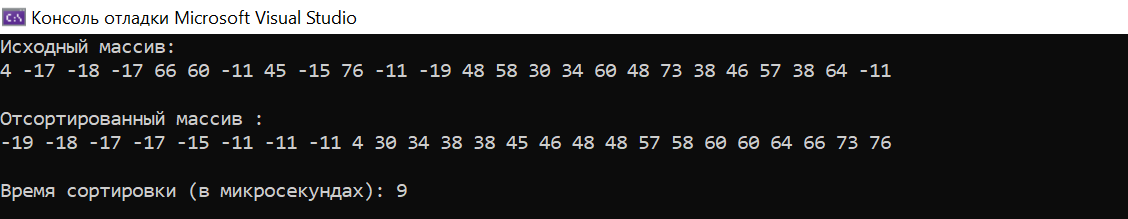 C:\ Консоль отладки Microsoft Visual Studio
Исходный массив:
4 -17 -18 -17 66 60 -11 45 -15 76 -11 -19 48 58 30 34 60 48 73 38 46 57 38 64 -11
Отсортированный массив :
-19 -18 -17 -17 -15 -11 -11 -11 4 30 34 38 38 45 46 48 48 57 58 60 60 64 66 73 76
Время сортировки (в микросекундах): 9